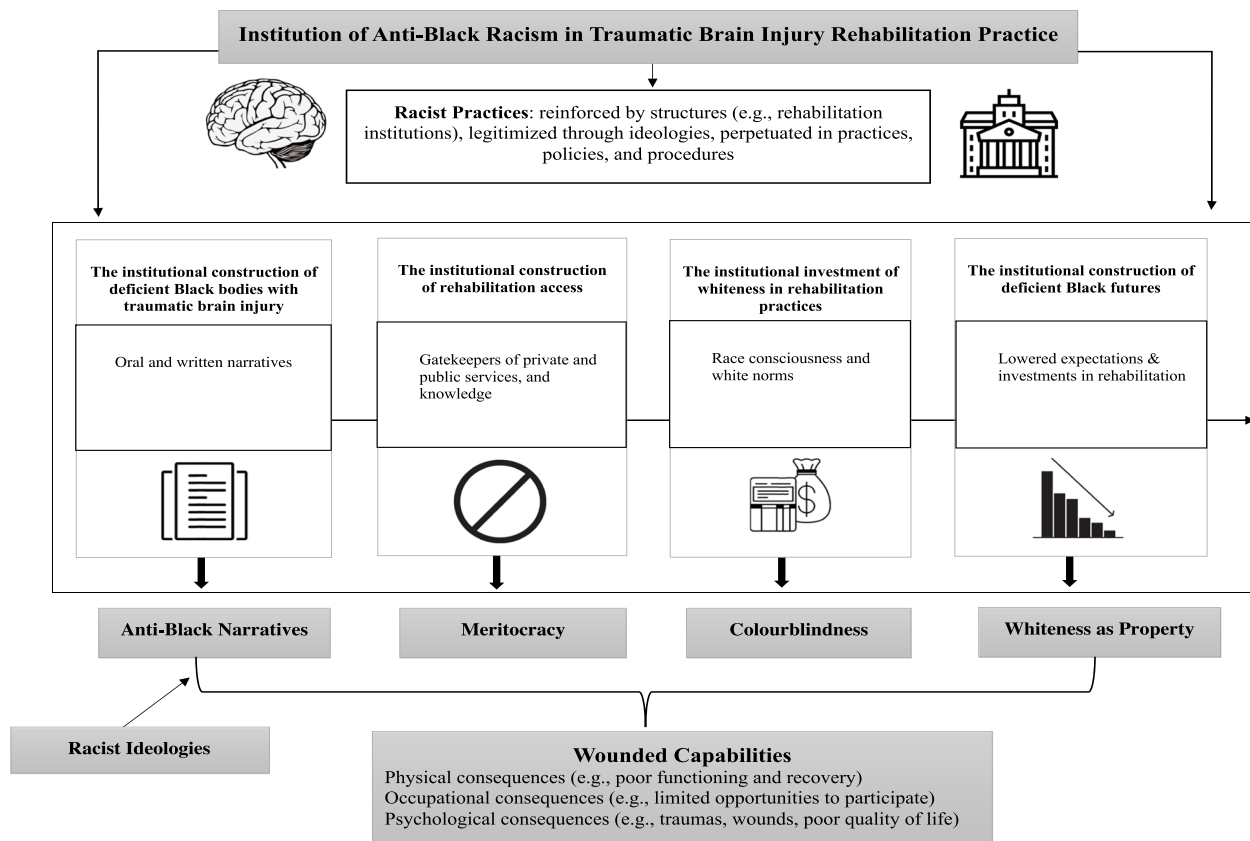 Institution of Anti-Black Racism in Traumatic Brain Injury Rehabilitation Practice
Racist Practices: reinforced by structures (e.g., rehabilitation
institutions), legitimized through ideologies, perpetuated in practices,
policies, and procedures
The institutional construction of
deficient Black bodies with
traumatic brain injury
Oral and written narratives
The institutional construction
of rehabilitation access
Gatekeepers of private and
public services, and
knowledge
The institutional investment of
whiteness in rehabilitation
practices
Race consciousness and
white norms
$
The institutional construction of
deficient Black futures
Lowered expectations &
investments in rehabilitation
Anti-Black Narratives
Meritocracy
Colourblindness
Whiteness as Property
Racist Ideologies
Wounded Capabilities
Physical consequences (e.g., poor functioning and recovery)
Occupational consequences (e.g., limited opportunities to participate)
Psychological consequences (e.g., traumas, wounds, poor quality of life)